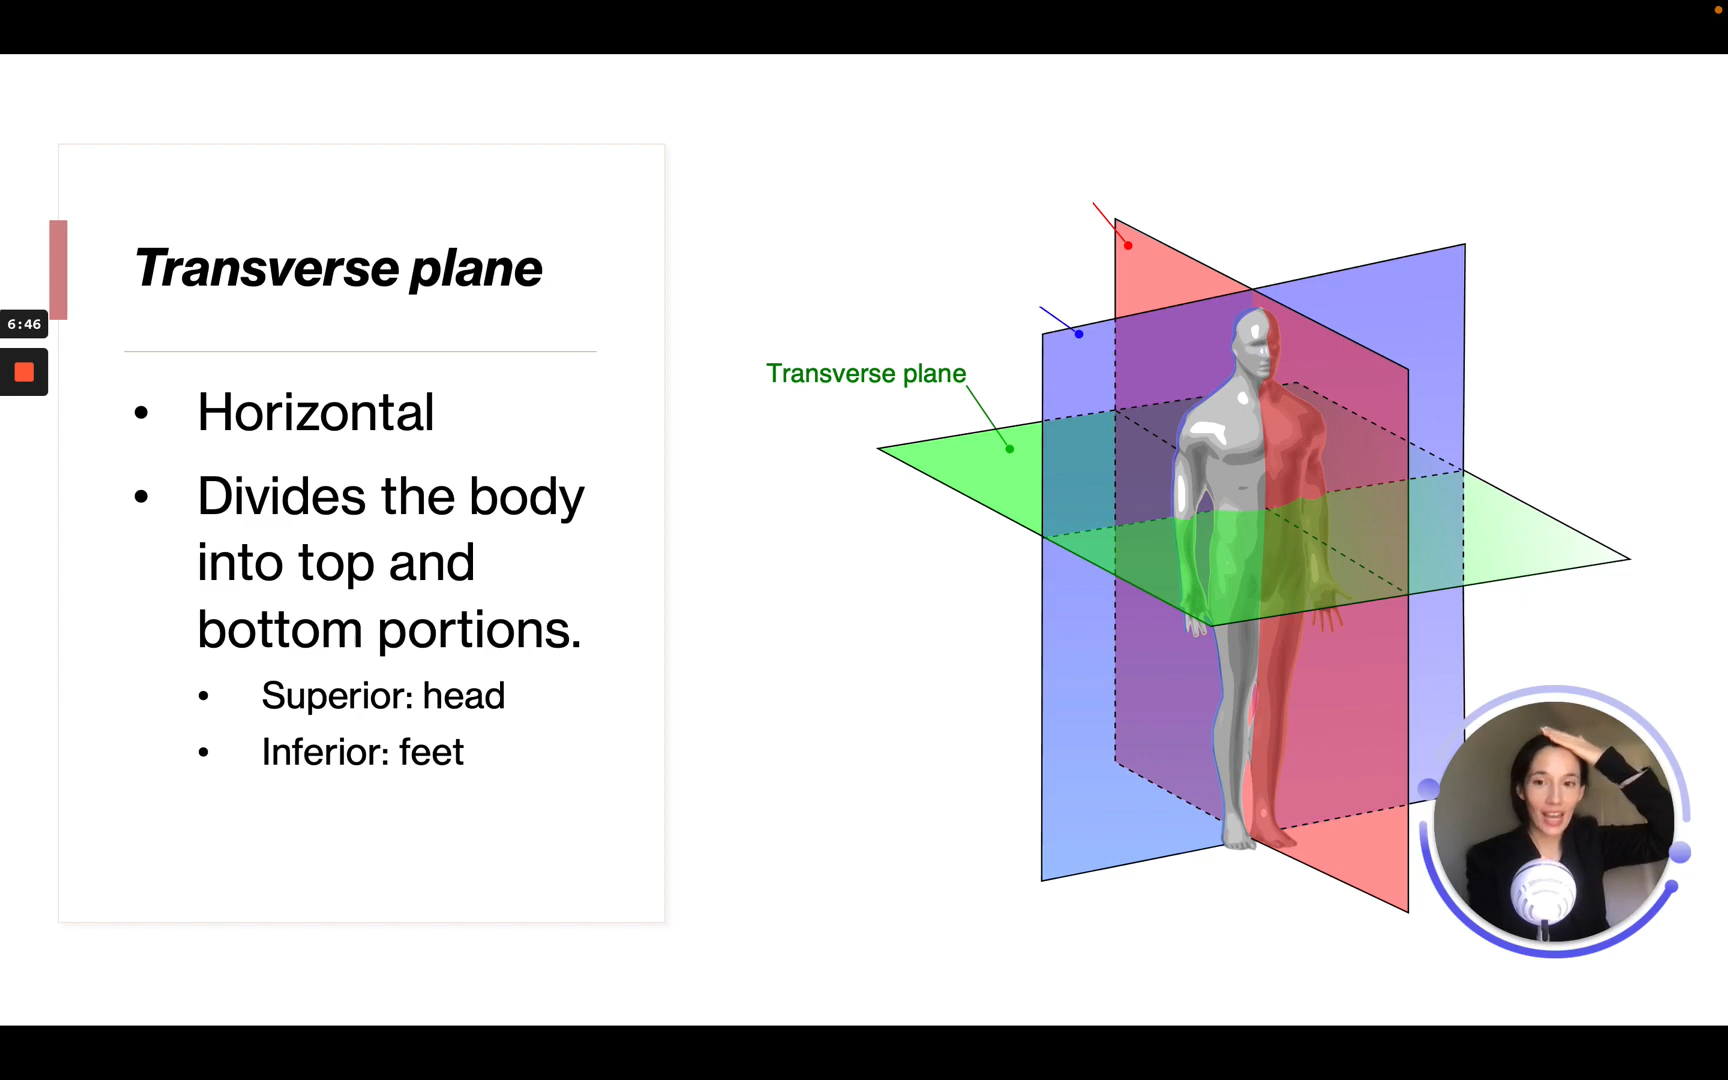 Transverse plane
6:46
• Horizontal
• Divides the body
into top and
bottom portions.
• Superior: head
• Inferior: feet
Transverse plane